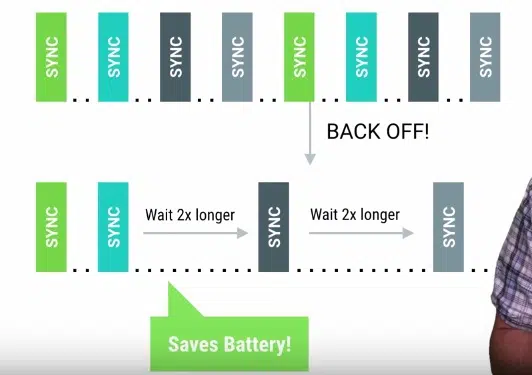 SYNC SYNC SYNC SYNC SYNC SYNC SYNC SYNC
BACK OFF!
SYNC SYNC Wait 2x longer SYNC Wait 2x longer SYNC
Saves Battery!